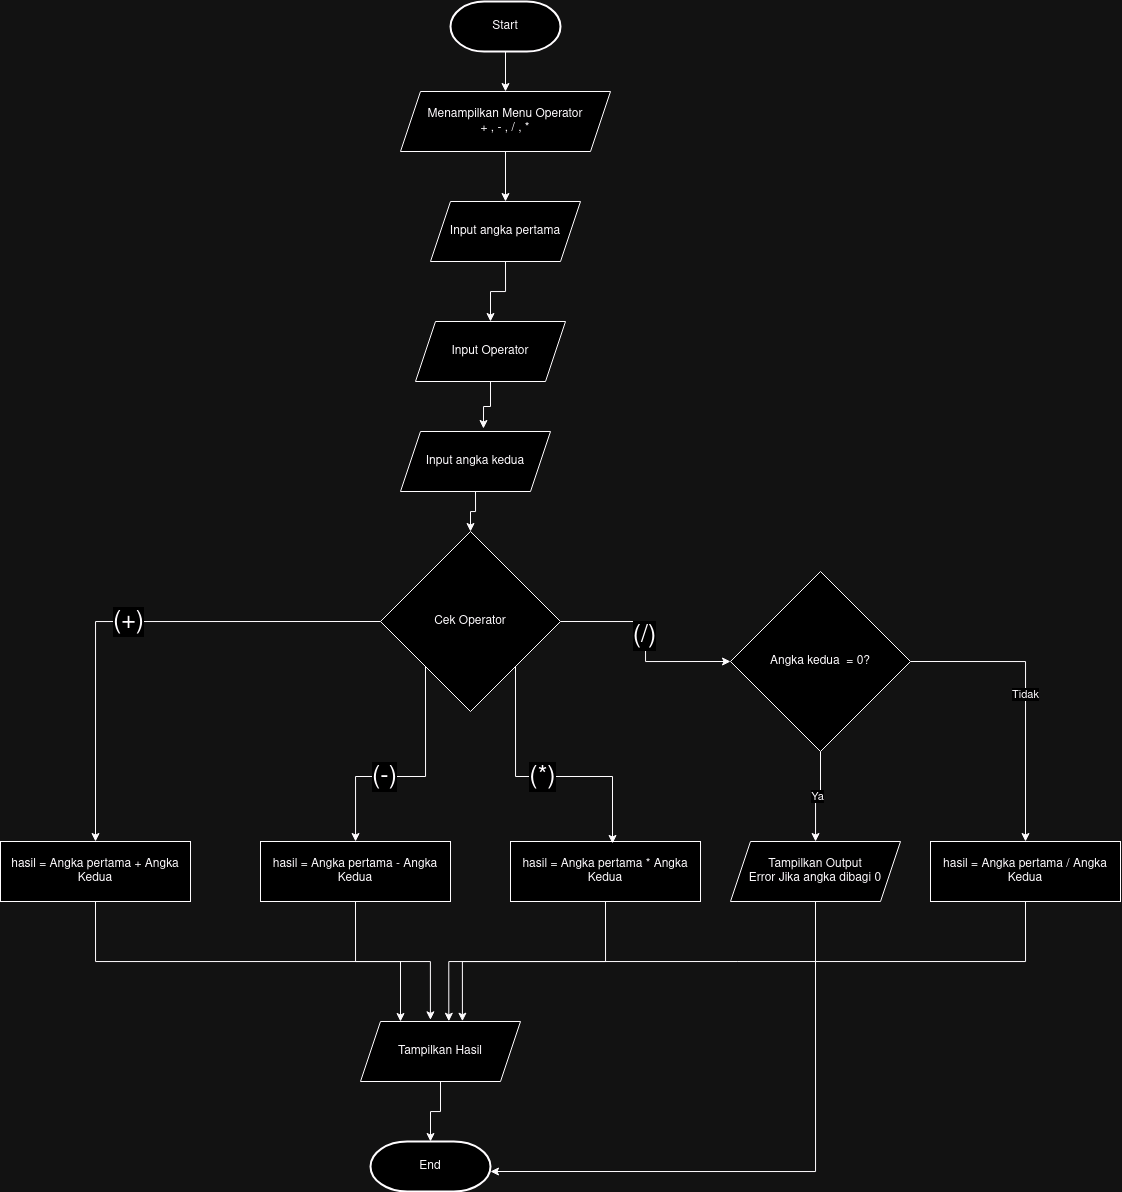 Start
Menampilkan Menu Operator
+ , - , / , *
Input angka pertama
Input Operator
Input angka kedua
Cek Operator
(+)
(/)
Angka kedua = 0?
Tidak
(-)
(*)
Ya
hasil = Angka pertama + Angka
Kedua
hasil = Angka pertama - Angka
Kedua
hasil = Angka pertama * Angka
Kedua
Tampilkan Output
Error Jika angka dibagi 0
hasil = Angka pertama / Angka
Kedua
Tampilkan Hasil
End